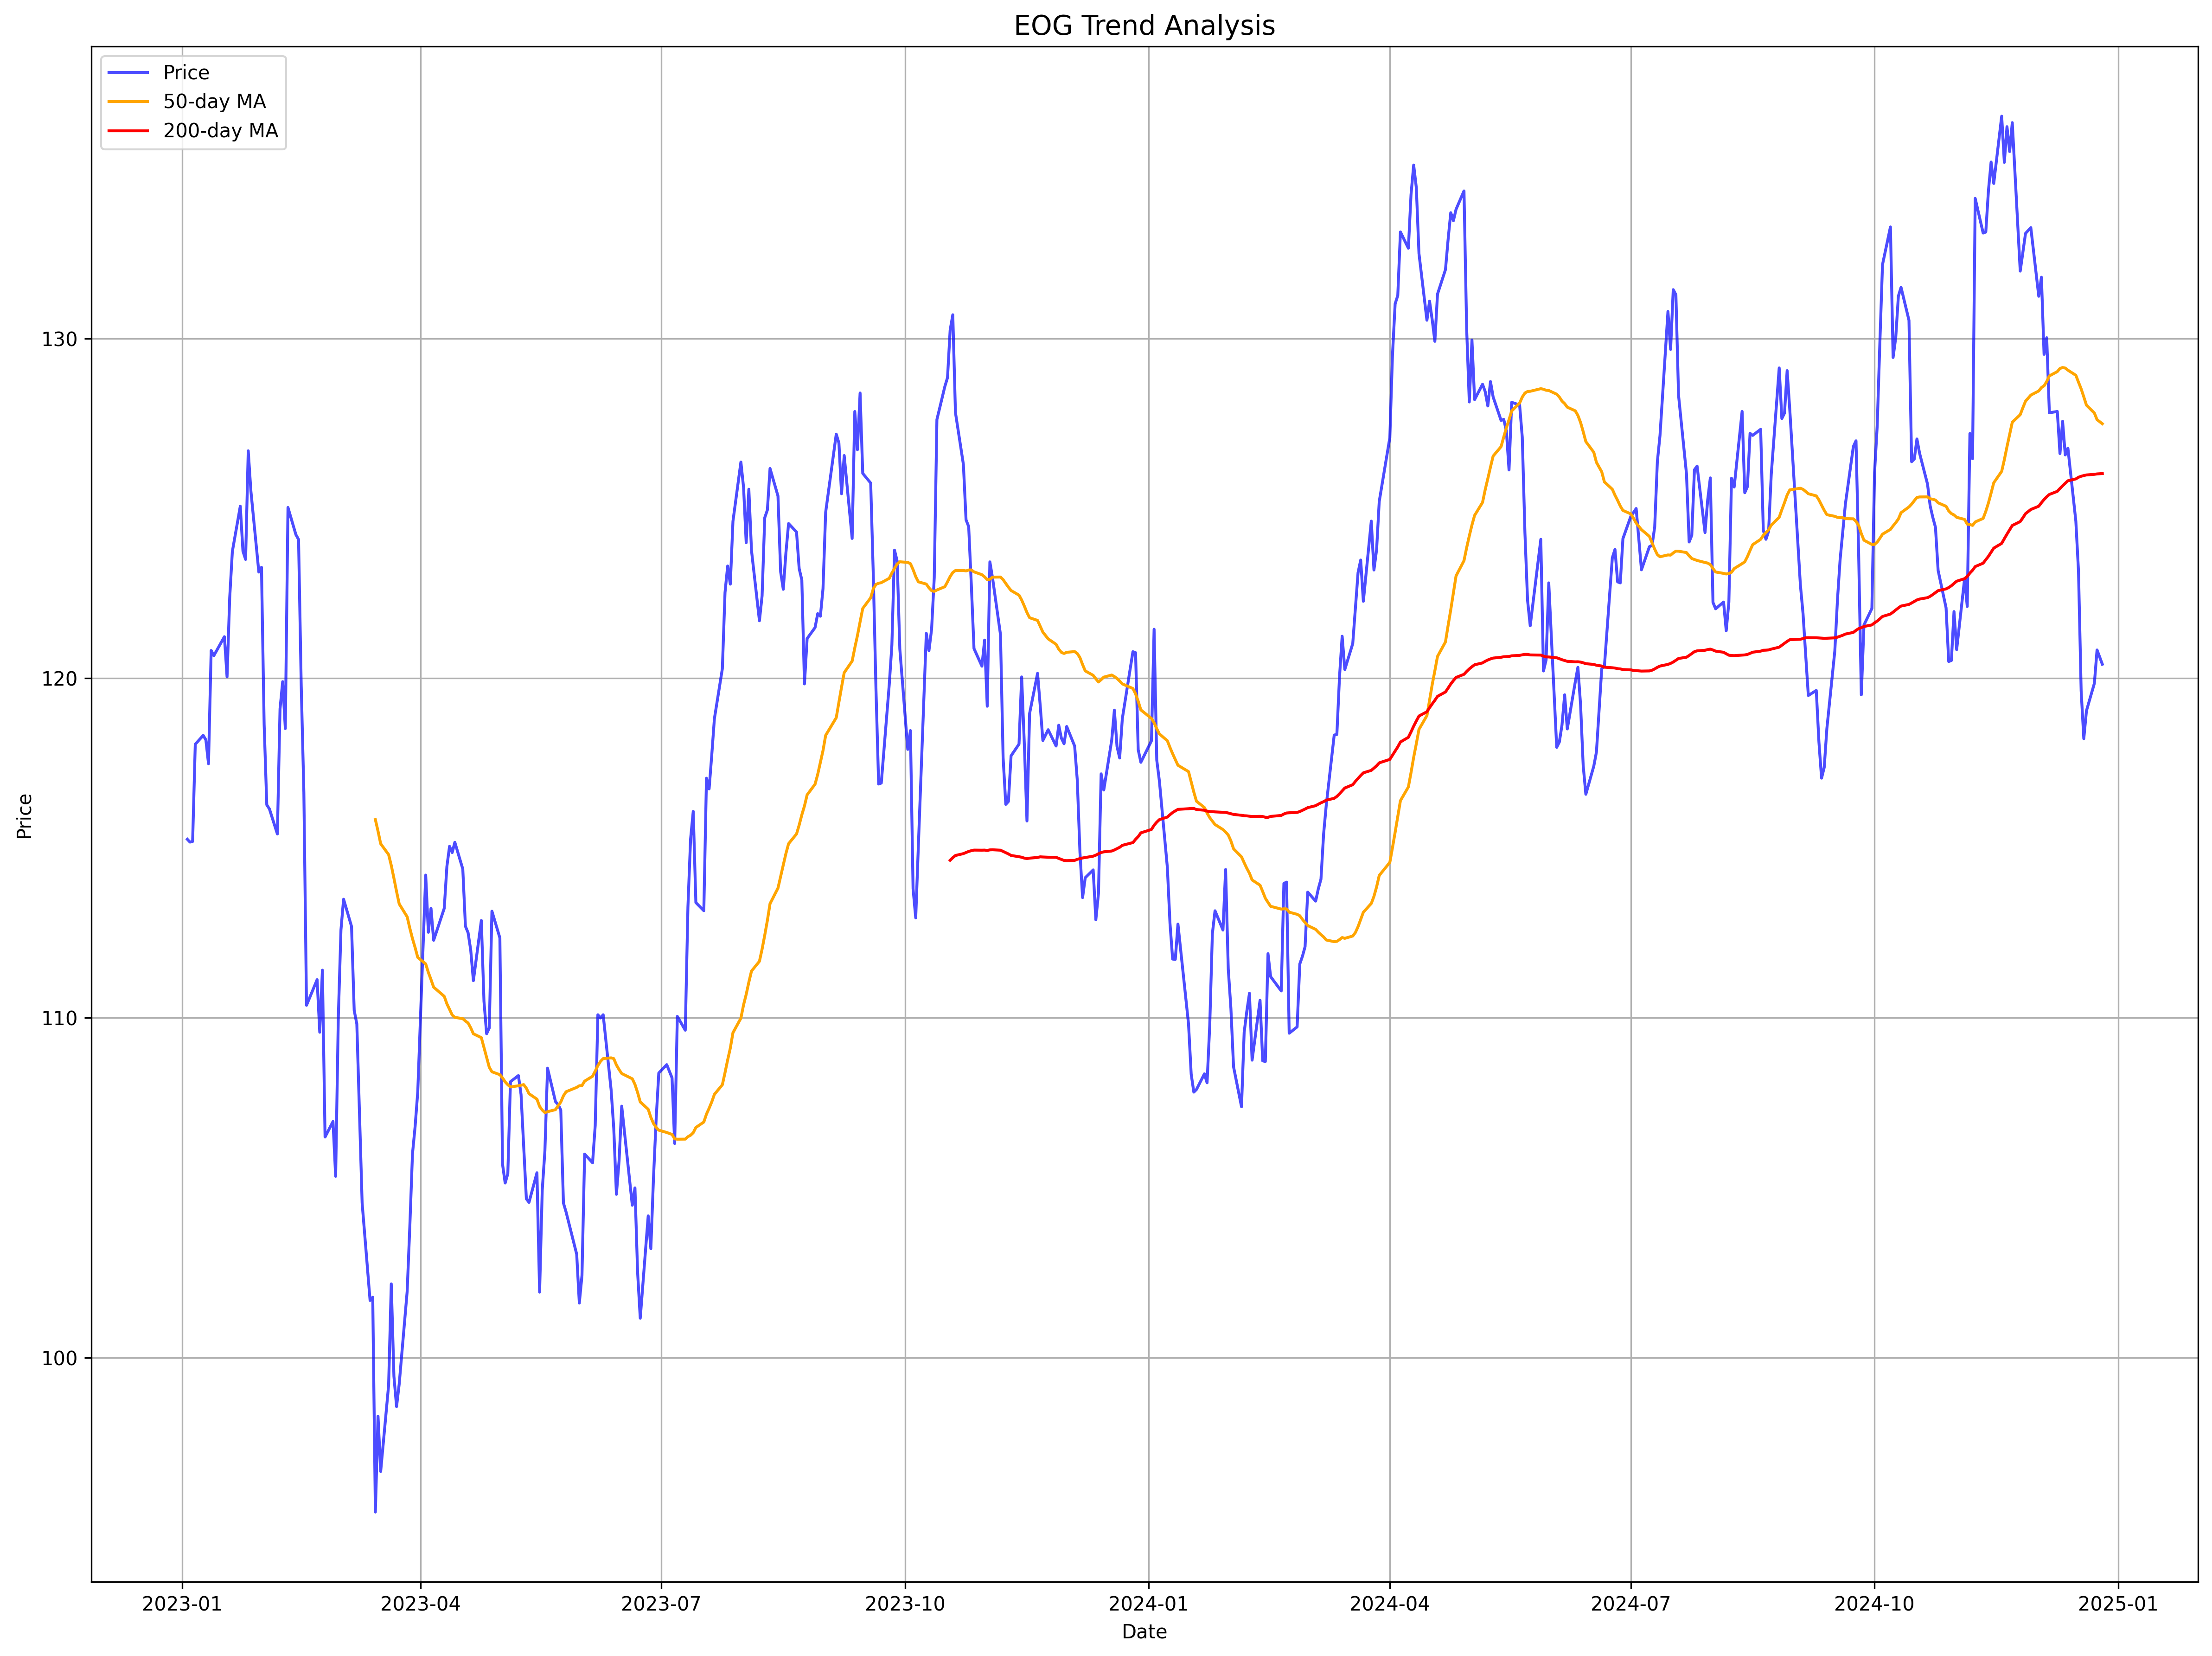 EOG Trend Analysis
Price
50-day MA
200-day MA
130
120
110
100
Price
2023-01
2023-04
2023-07
2023-10
2024-01
2024-04
2024-07
2024-10
2025-01
Date